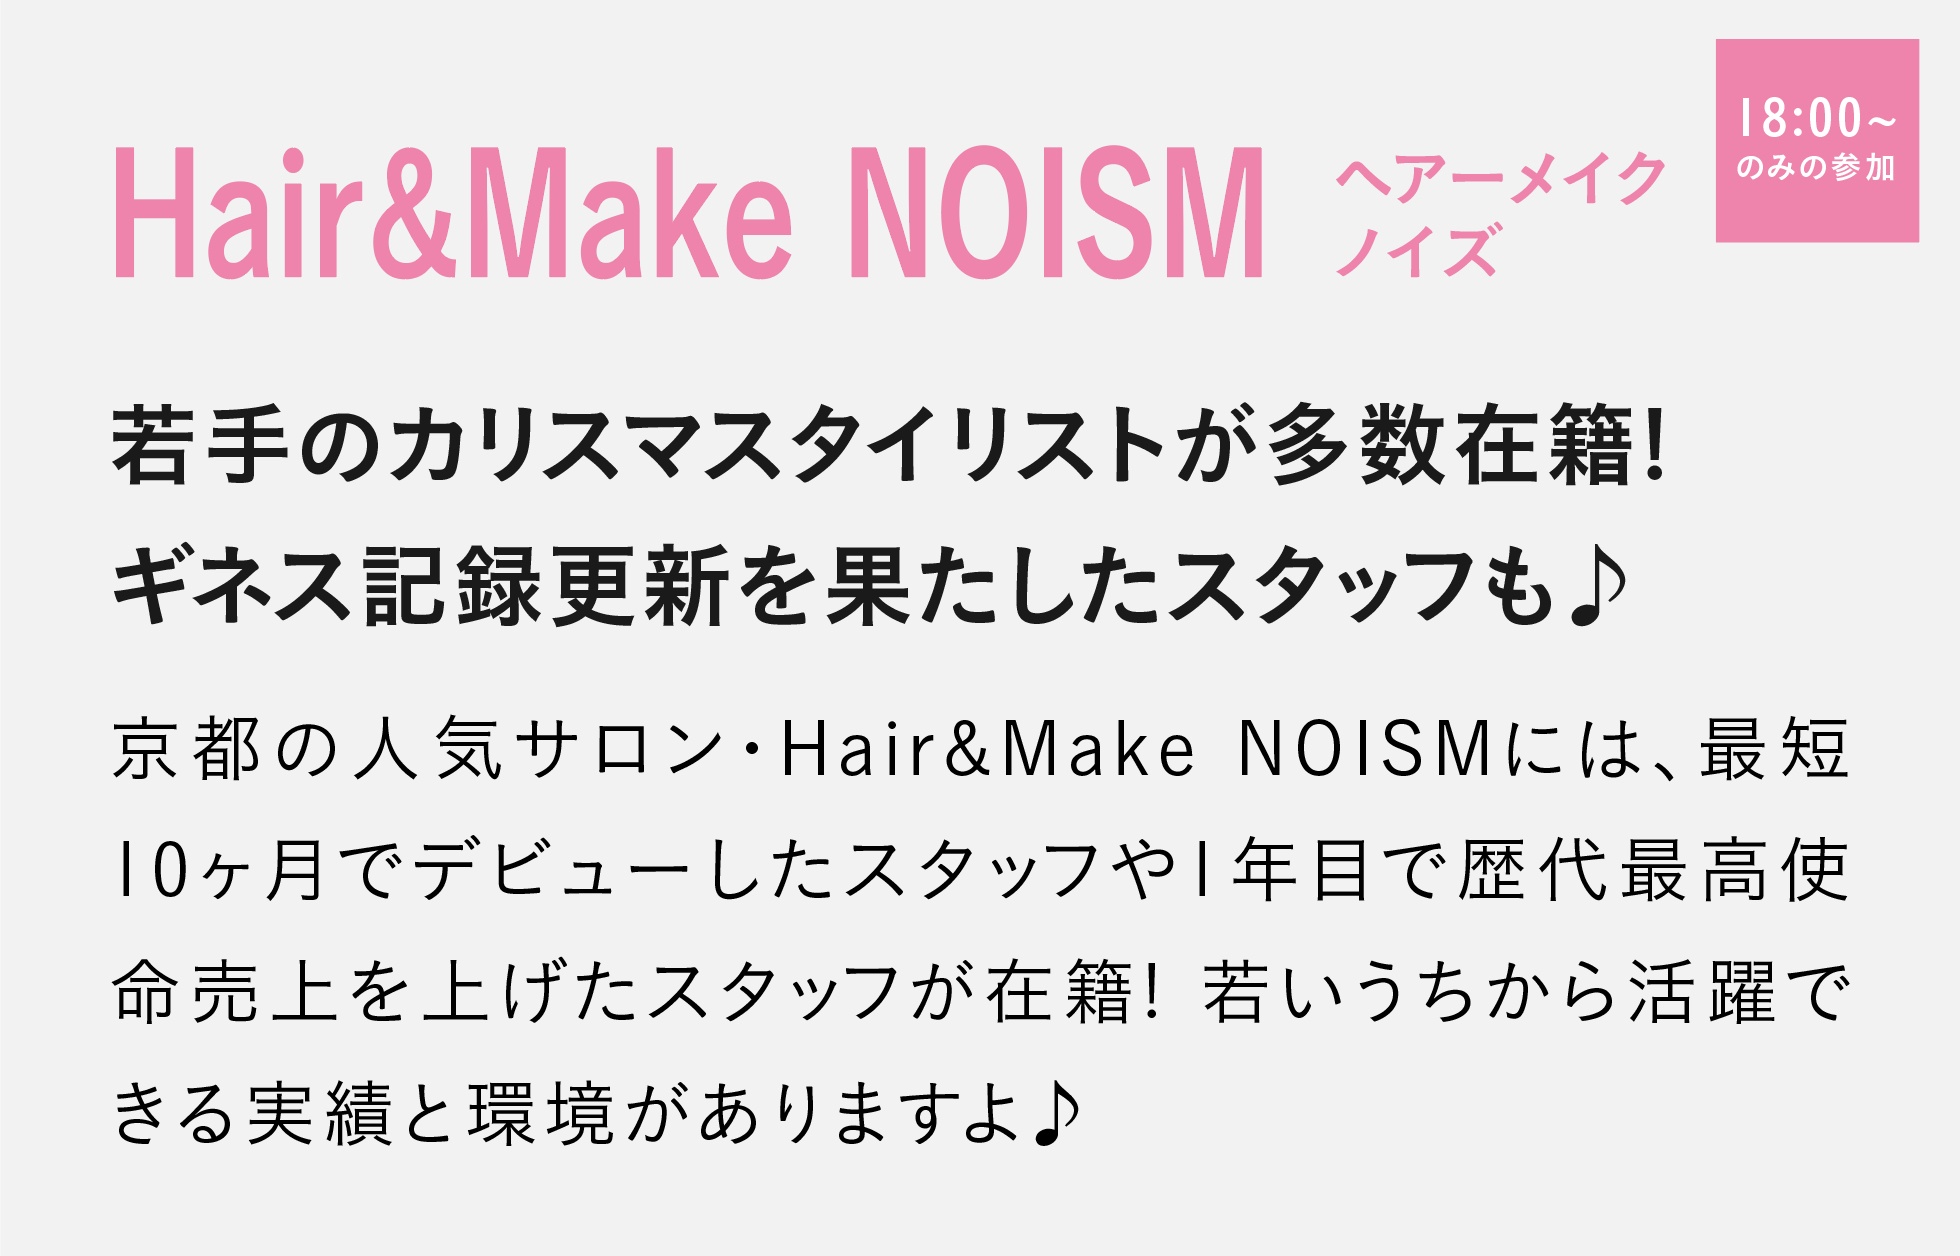 18:00~
のみの参加
Hair&Make NOISM
ヘアーメイク
ノイズ
若手のカリスマスタイリストが多数在籍!
ギネス記録更新を果たしたスタッフも♪
京都の人気サロン・Hair&Make NOISMには、最短
10ヶ月でデビューしたスタッフや1年目で歴代最高使
命売上を上げたスタッフが在籍! 若いうちから活躍で
きる実績と環境がありますよ♪